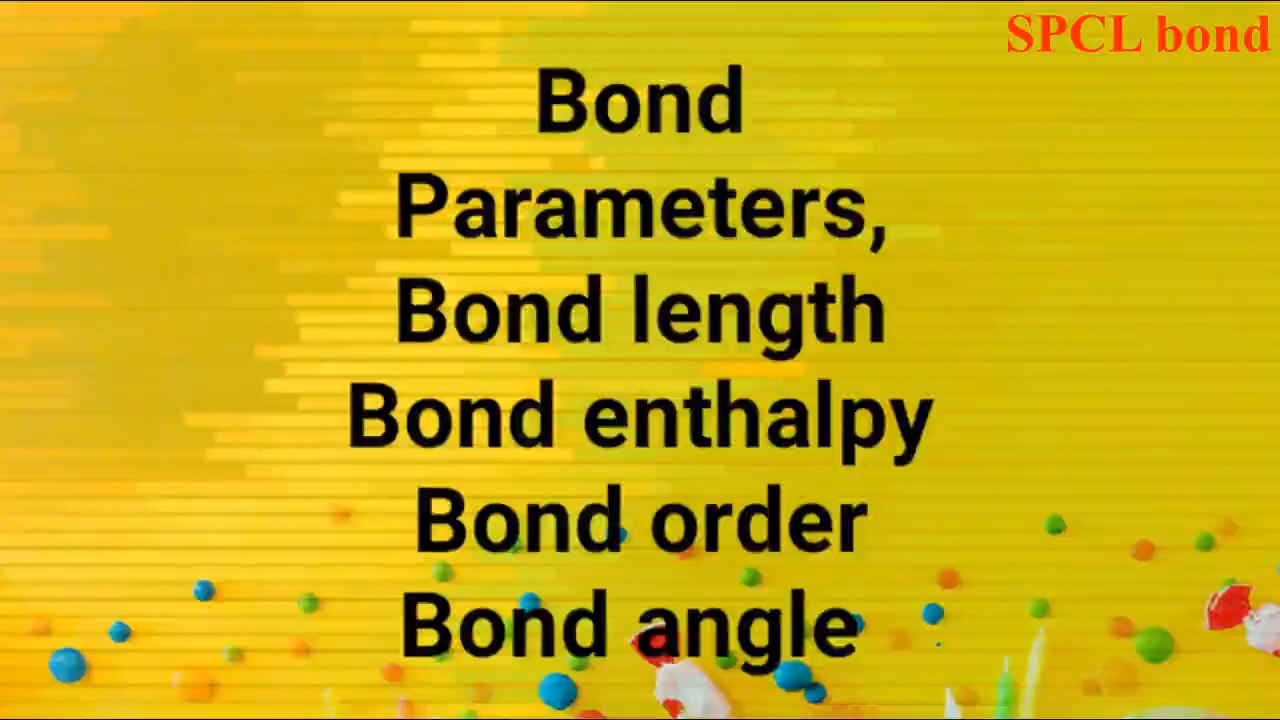 SPCL bond
Bond
Parameters,
Bond length
Bond enthalpy
Bond order
Bond angle